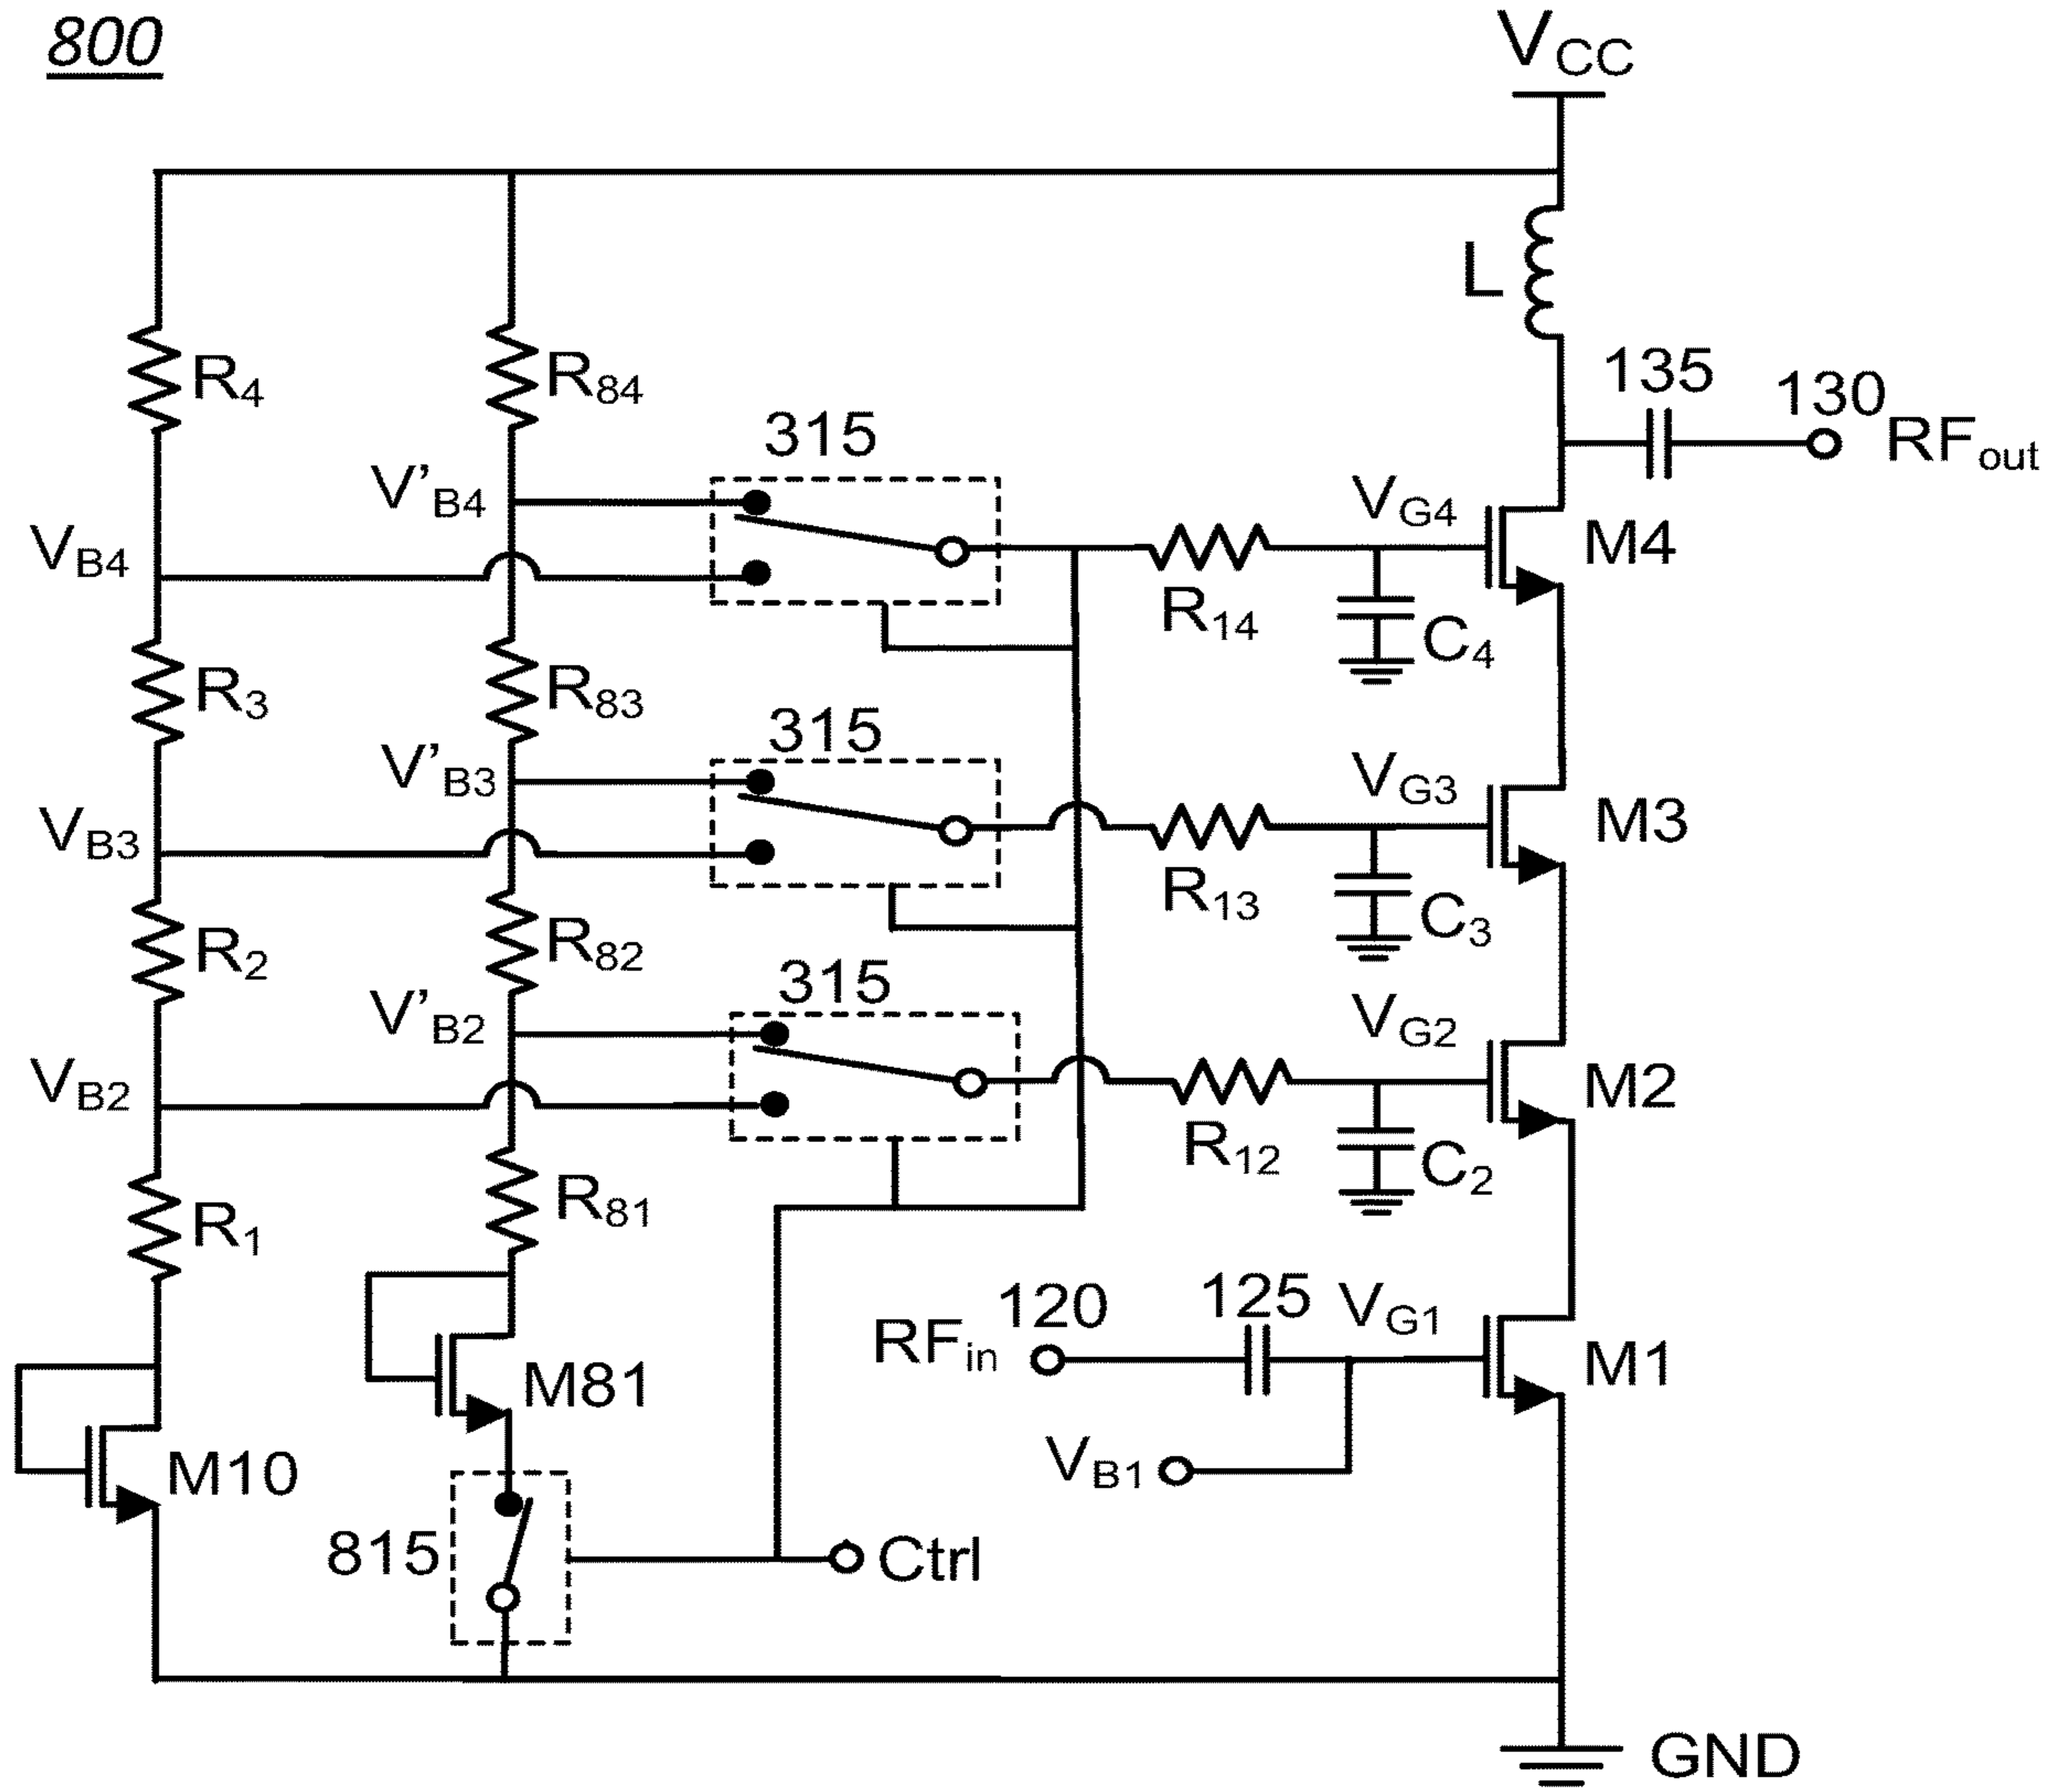 800
VCC
L
135
130
RFout
R4
R84
315
V'B4
VG4
M4
VB4
R14
C4
R3
R83
315
V'B3
VG3
M3
VB3
R13
C3
R2
R82
315
V'B2
VG2
M2
VB2
R12
C2
R1
R81
120
125
VG1
RFin
M1
M81
VB1
M10
815
Ctrl
GND